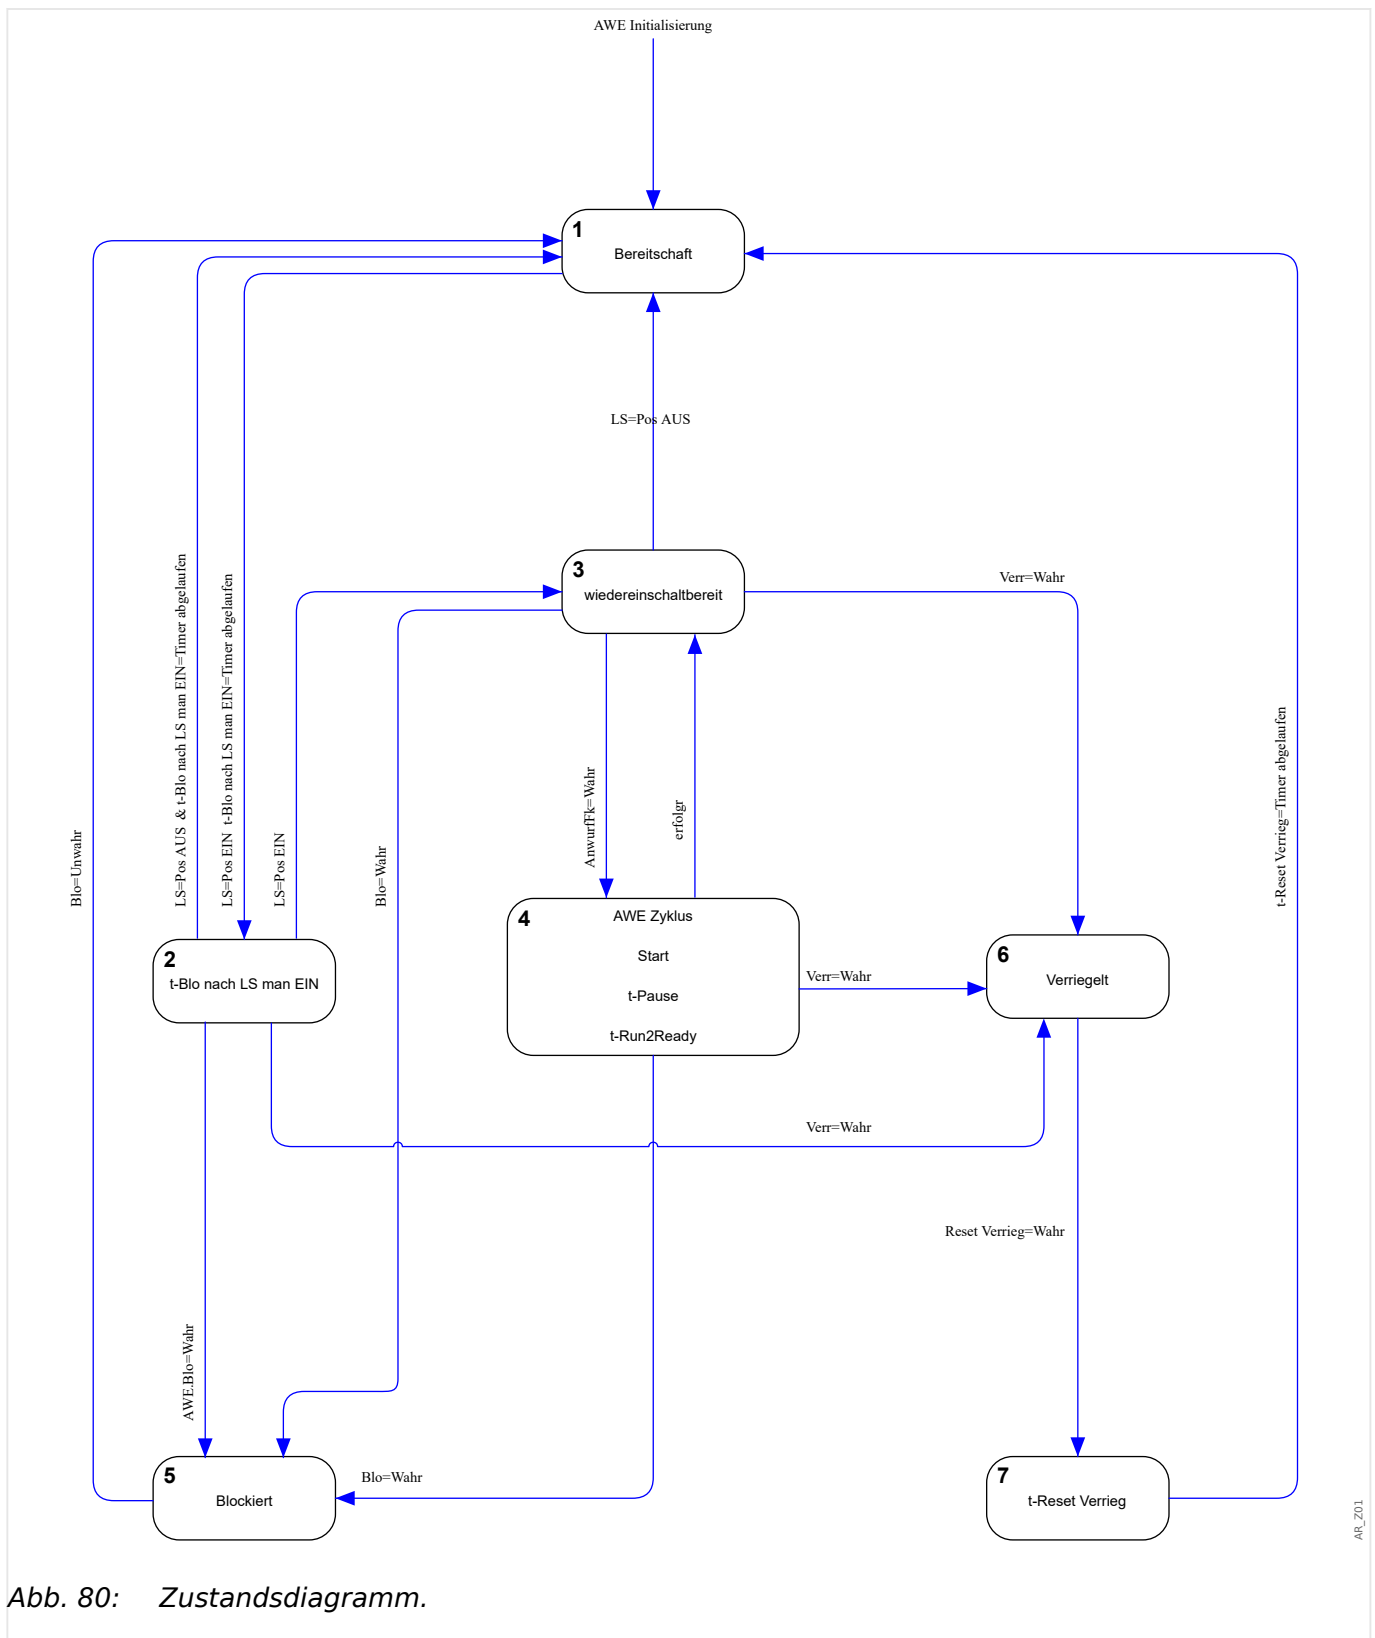 AWE Initialisierung
1
Bereitschaft
LS=Pos AUS
3
wiedereinschaltbereit
Verr=Wahr
LS=Pos AUS & t-Blo nach LS man EIN=Timer abgelaufen
LS=Pos EIN t-Blo nach LS man EIN=Timer abgelaufen
LS=Pos EIN
Blo=Unwahr
Blo=Wahr
AnwurfFk=Wahr
erfolgr
t-Reset Verrieg=Timer abgelaufen
2
t-Blo nach LS man EIN
4
AWE Zyklus
Start
t-Pause
t-Run2Ready
Verr=Wahr
6
Verriegelt
Verr=Wahr
Reset Verrieg=Wahr
AWE.Blo=Wahr
5
Blockiert
Blo=Wahr
7
t-Reset Verrieg
AR_Z01
Abb. 80: Zustandsdiagramm.